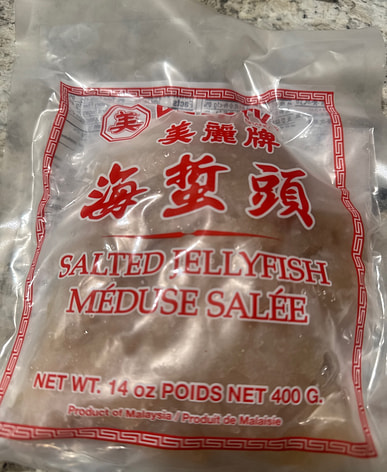 美
美麗牌
海蜇頭
SALTED JELLYFISH
MÉDUSE SALÉE
NET WT. 14 oz POIDS NET 400 G.
Product of Malaysia / Produit de Malaisie